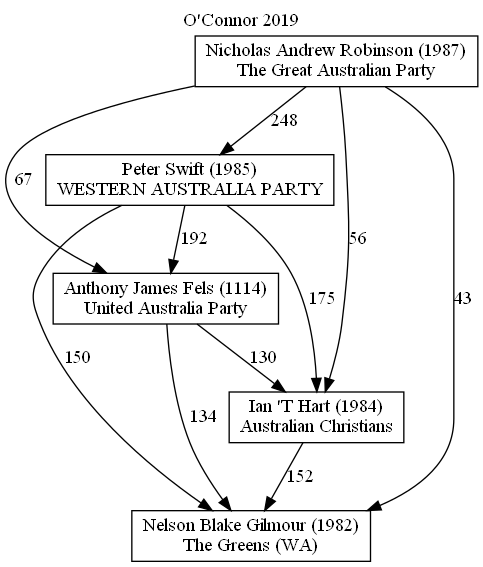 O'Connor 2019
Nicholas Andrew Robinson (1987)
The Great Australian Party
248
Peter Swift (1985)
WESTERN AUSTRALIA PARTY
67
192
56
Anthony James Fels (1114)
United Australia Party
175
43
150
130
134
Ian 'T Hart (1984)
Australian Christians
152
Nelson Blake Gilmour (1982)
The Greens (WA)